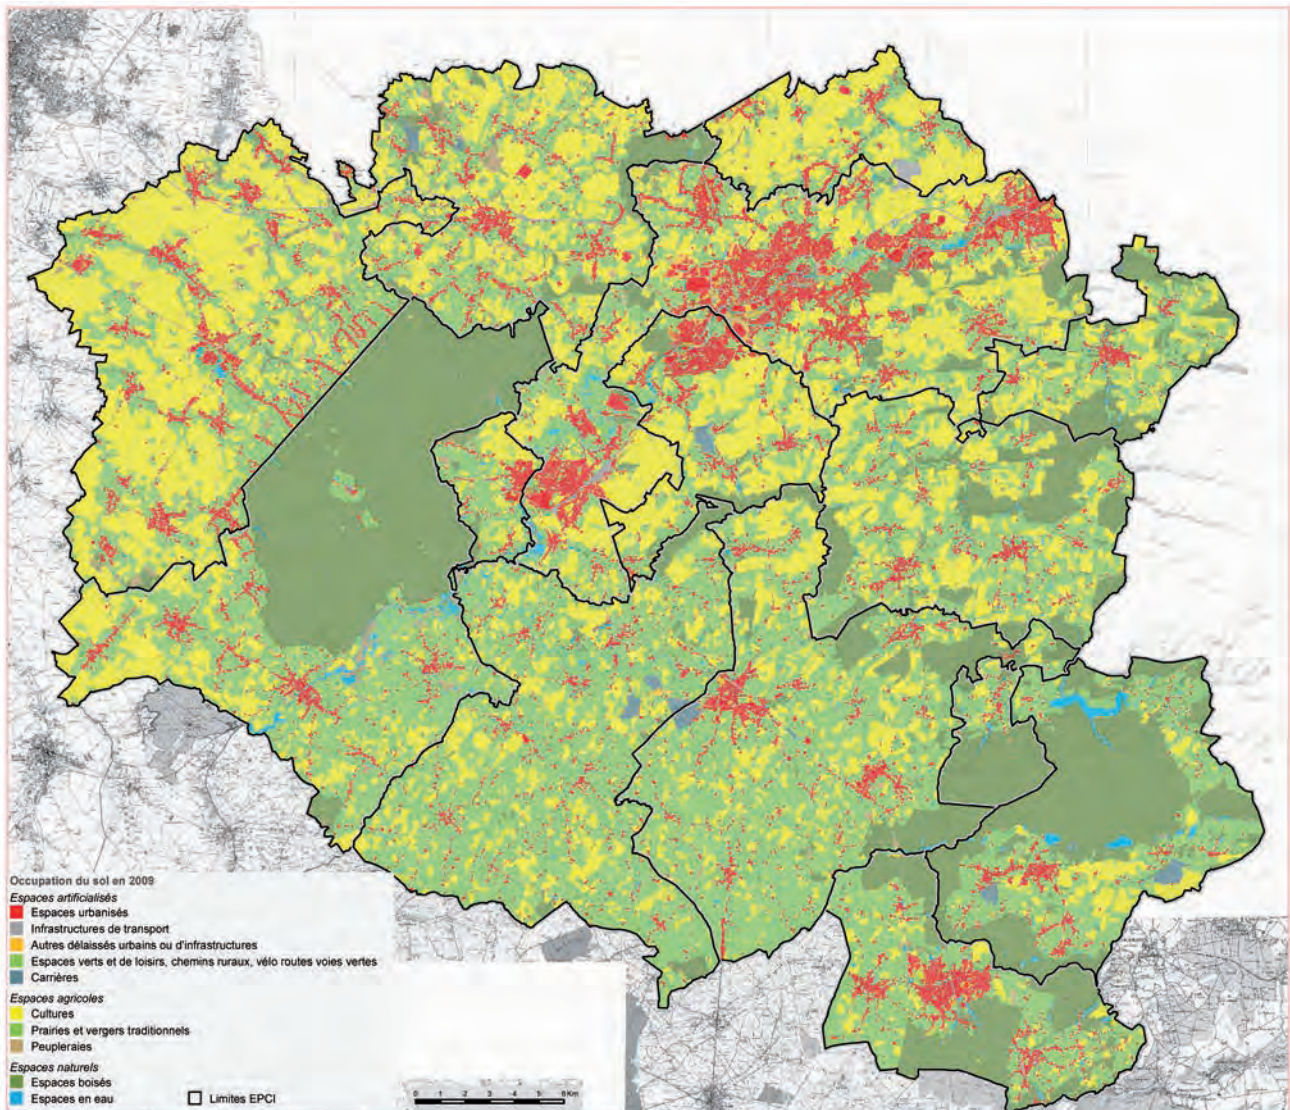 Occupation du sol en 2009
Espaces artificialisés
Espaces urbanisés
Infrastructures de transport
Autres délaissés urbains ou d'infrastructures
Espaces verts et de loisirs, chemins ruraux, vélo routes voies vertes
Carrières
Espaces agricoles
Cultures
Prairies et vergers traditionnels
Peupleraies
Espaces naturels
Espaces boisés
Espaces en eau
Limites EPCI
0 1 2 3 4 5 6 Km